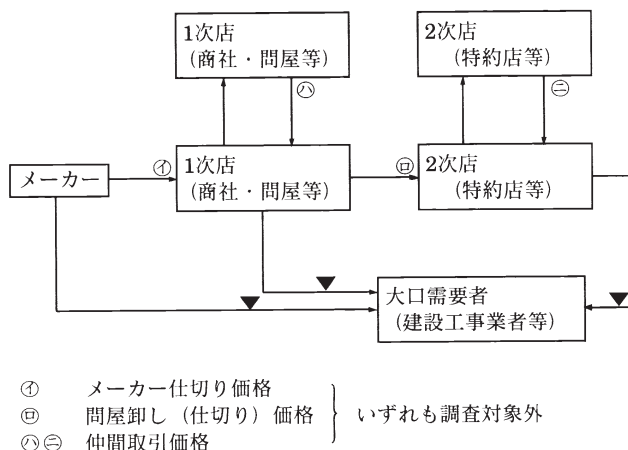 1次店
(商社・問屋等)
2次店
(特約店等)
㋩
㋥
メーカー
㋑
1次店
(商社・問屋等)
㋺
2次店
(特約店等)
大口需要者
(建設工事業者等)
㋑ メーカー仕切り価格
㋺ 問屋卸し(仕切り)価格
いずれも調査対象外
㋩㋥ 仲間取引価格